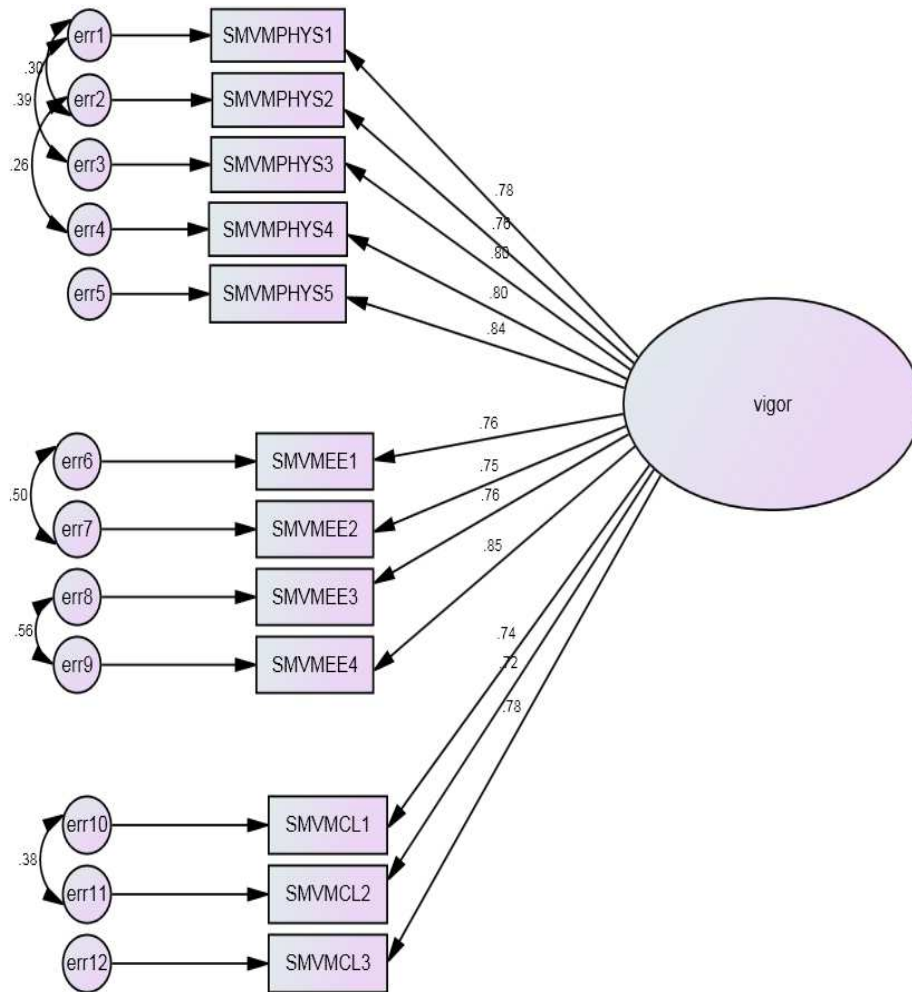 err1
SMVMPHYS1
.30
err2
SMVMPHYS2
.39
err3
SMVMPHYS3
.26
err4
SMVMPHYS4
err5
SMVMPHYS5
.78
.76
.80
.80
.84
vigor
.76
.75
.76
.85
err6
SMVMEE1
.50
err7
SMVMEE2
err8
SMVMEE3
.56
err9
SMVMEE4
.74
.72
.78
err10
SMVMCL1
.38
err11
SMVMCL2
err12
SMVMCL3